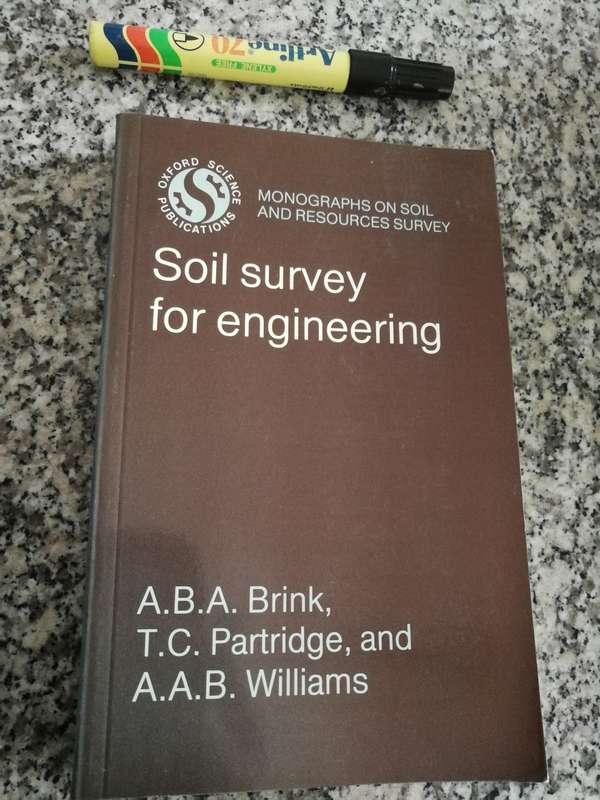 Artline 70
XYLENE FREE
OXFORD SCIENCE
PUBLICATIONS
MONOGRAPHS ON SOIL
AND RESOURCES SURVEY
Soil survey
for engineering
A.B.A. Brink,
T.C. Partridge, and
A.A.B. Williams